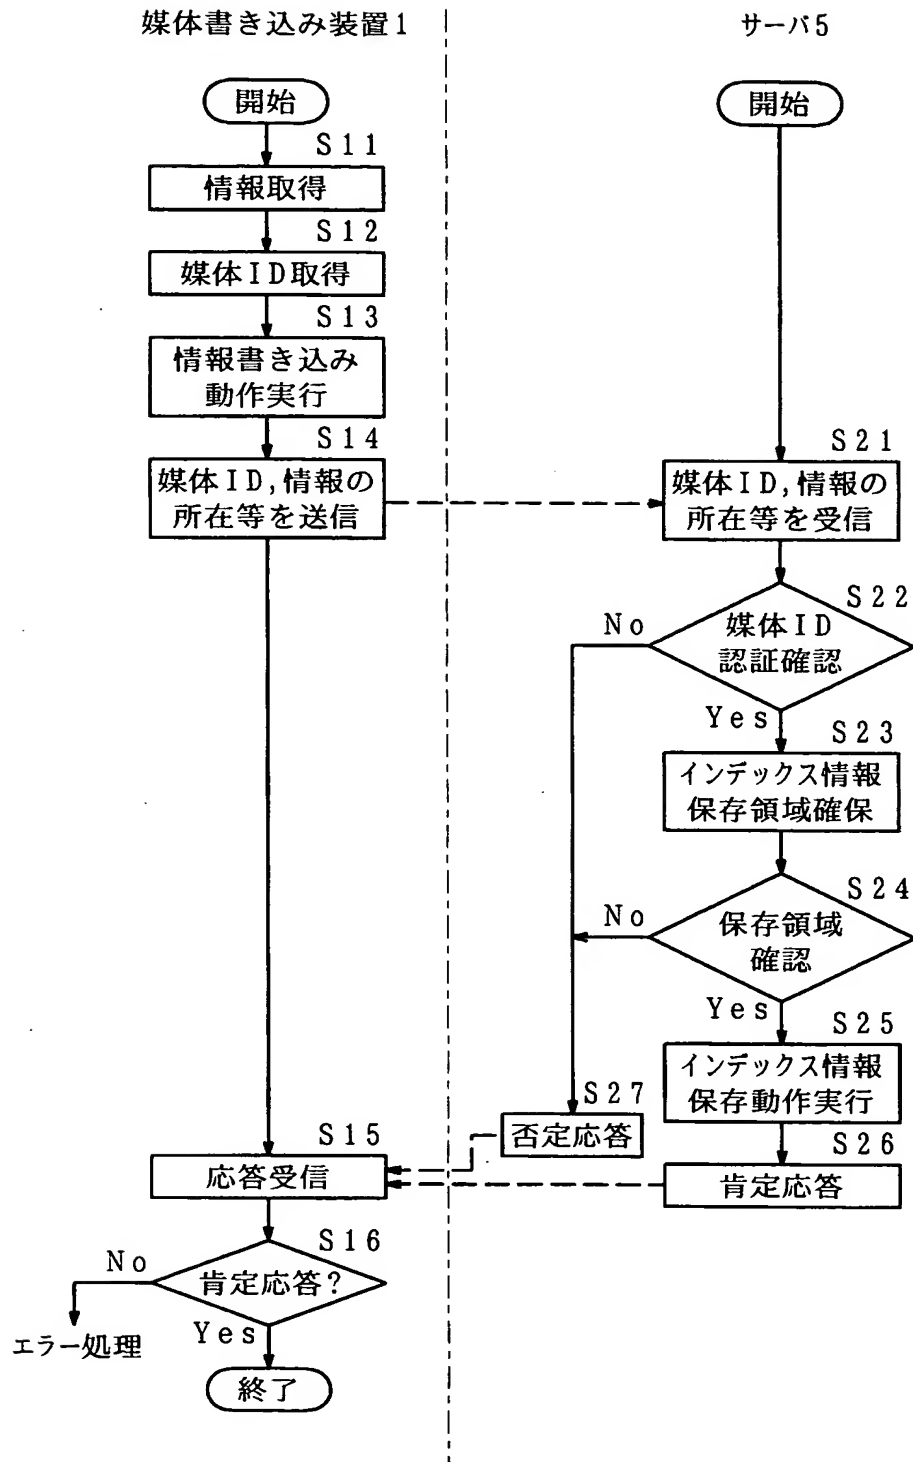 媒体書き込み装置1
サーバ5
開始
S11
情報取得
S12
媒体ID取得
S13
情報書き込み
動作実行
S14
媒体ID,情報の
所在等を送信
S15
応答受信
S16
肯定応答?
No
エラー処理
Yes
終了
開始
S21
媒体ID,情報の
所在等を受信
S22
媒体ID
認証確認
No
Yes
S23
インデックス情報
保存領域確保
S24
保存領域
確認
No
Yes
S25
インデックス情報
保存動作実行
S26
肯定応答
S27
否定応答